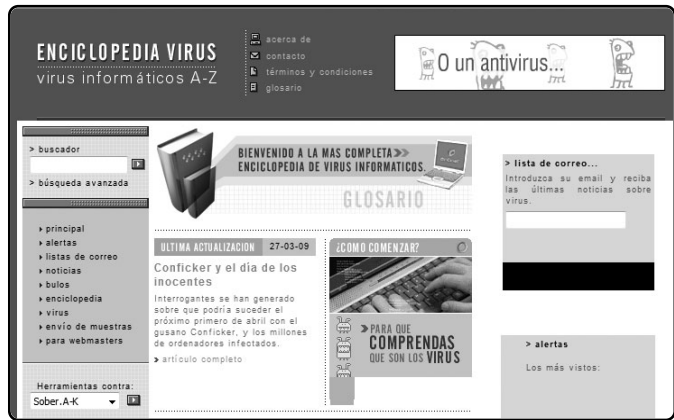 ENCICLOPEDIA VIRUS
virus informáticos A-Z
acerca de
contacto
términos y condiciones
glosario
O un antivirus...
> buscador
> búsqueda avanzada
principal
alertas
listas de correo
noticias
bulos
enciclopedia
virus
envío de muestras
para webmasters
Herramientas contra:
Sober.A-K
BIENVENIDO A LA MAS COMPLETA>>
ENCICLOPEDIA DE VIRUS INFORMATICOS.
GLOSARIO
ULTIMA ACTUALIZACION 27-03-09
Conficker y el día de los
inocentes
Interrogantes se han generado
sobre que podría suceder el
próximo primero de abril con el
gusano Conficker, y los millones
de ordenadores infectados.
> artículo completo
¿COMO COMENZAR?
>PARA QUE
COMPRENDAS
QUE SON LOS VIRUS
> lista de correo...
Introduzca su email y reciba
las últimas noticias sobre
virus.
> alertas
Los más vistos: